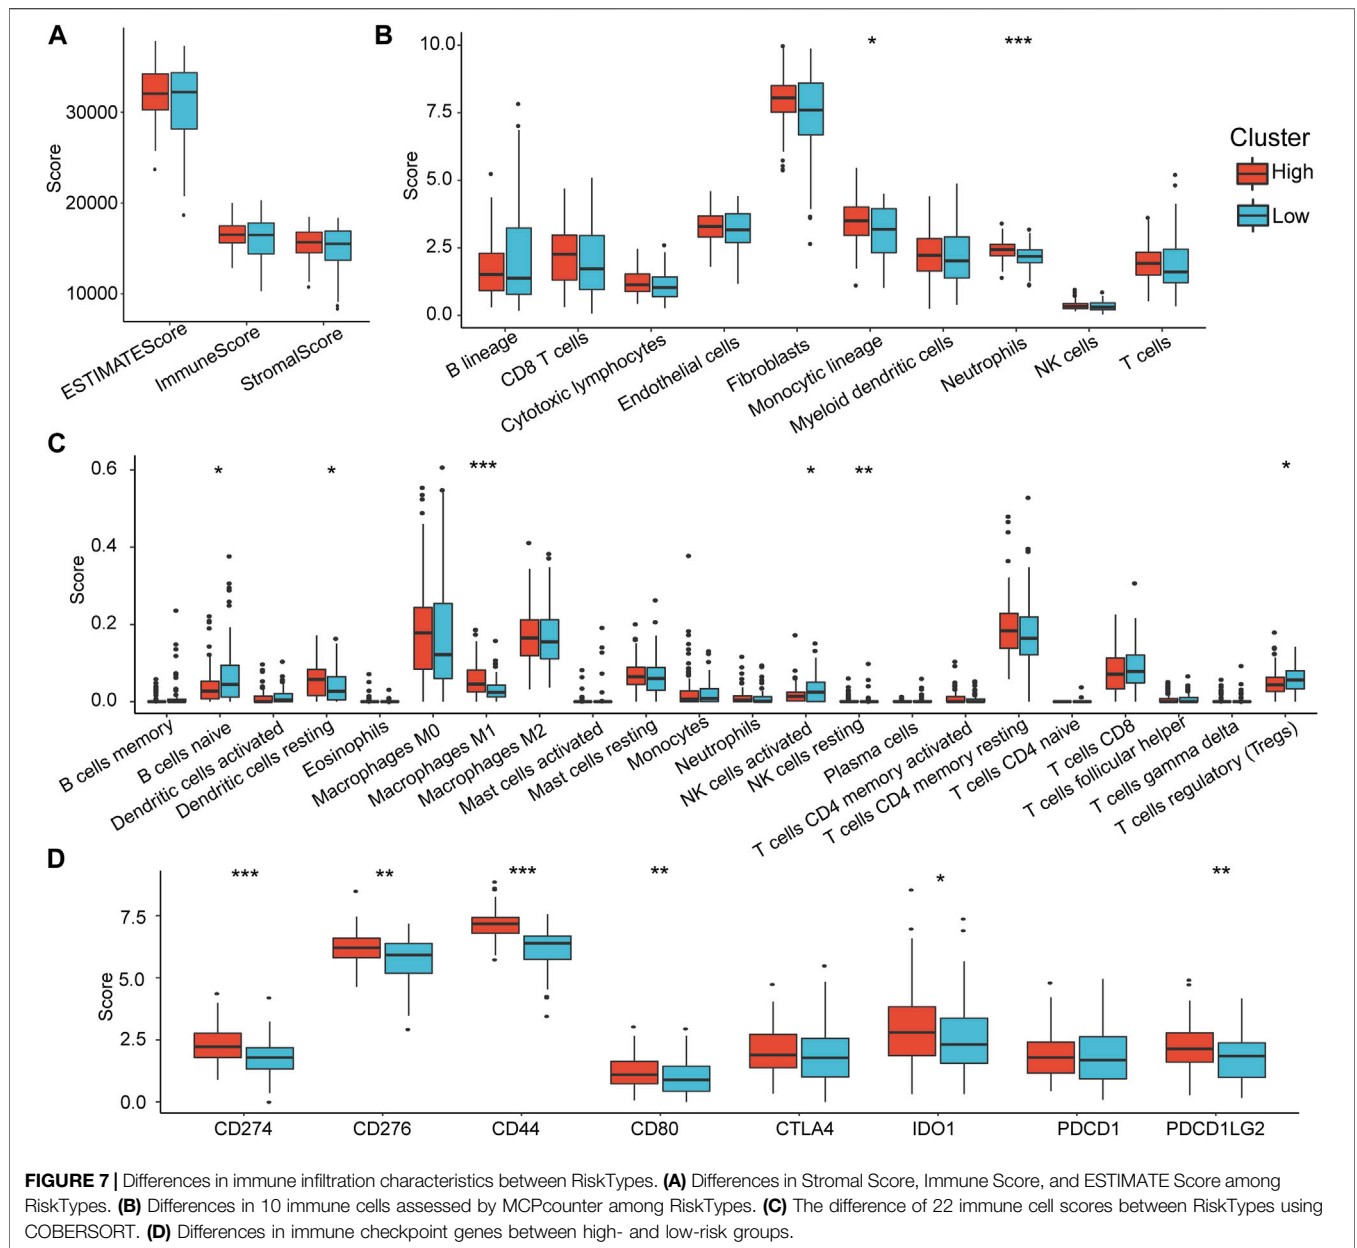 A
Score
30000
20000
10000
ESTIMATEScore
ImmuneScore
StromalScore
B
*
***
Score
10.0
7.5
5.0
2.5
0.0
B lineage
CD8 T cells
Cytotoxic lymphocytes
Endothelial cells
Fibroblasts
Monocytic lineage
Myeloid dendritic cells
Neutrophils
NK cells
T cells
Cluster
High
Low
C
*
*
***
*
**
*
Score
0.6
0.4
0.2
0.0
B cells memory
B cells naive
Dendritic cells activated
Dendritic cells resting
Eosinophils
Macrophages M0
Macrophages M1
Macrophages M2
Mast cells activated
Mast cells resting
Monocytes
Neutrophils
NK cells activated
NK cells resting
Plasma cells
T cells CD4 memory activated
T cells CD4 memory resting
T cells CD4 naive
T cells CD8
T cells follicular helper
T cells gamma delta
T cells regulatory (Tregs)
D
***
**
***
**
*
**
Score
7.5
5.0
2.5
0.0
CD274
CD276
CD44
CD80
CTLA4
IDO1
PDCD1
PDCD1LG2
FIGURE 7 | Differences in immune infiltration characteristics between RiskTypes. (A) Differences in Stromal Score, Immune Score, and ESTIMATE Score among
RiskTypes. (B) Differences in 10 immune cells assessed by MCPcounter among RiskTypes. (C) The difference of 22 immune cell scores between RiskTypes using
COBERSORT. (D) Differences in immune checkpoint genes between high- and low-risk groups.